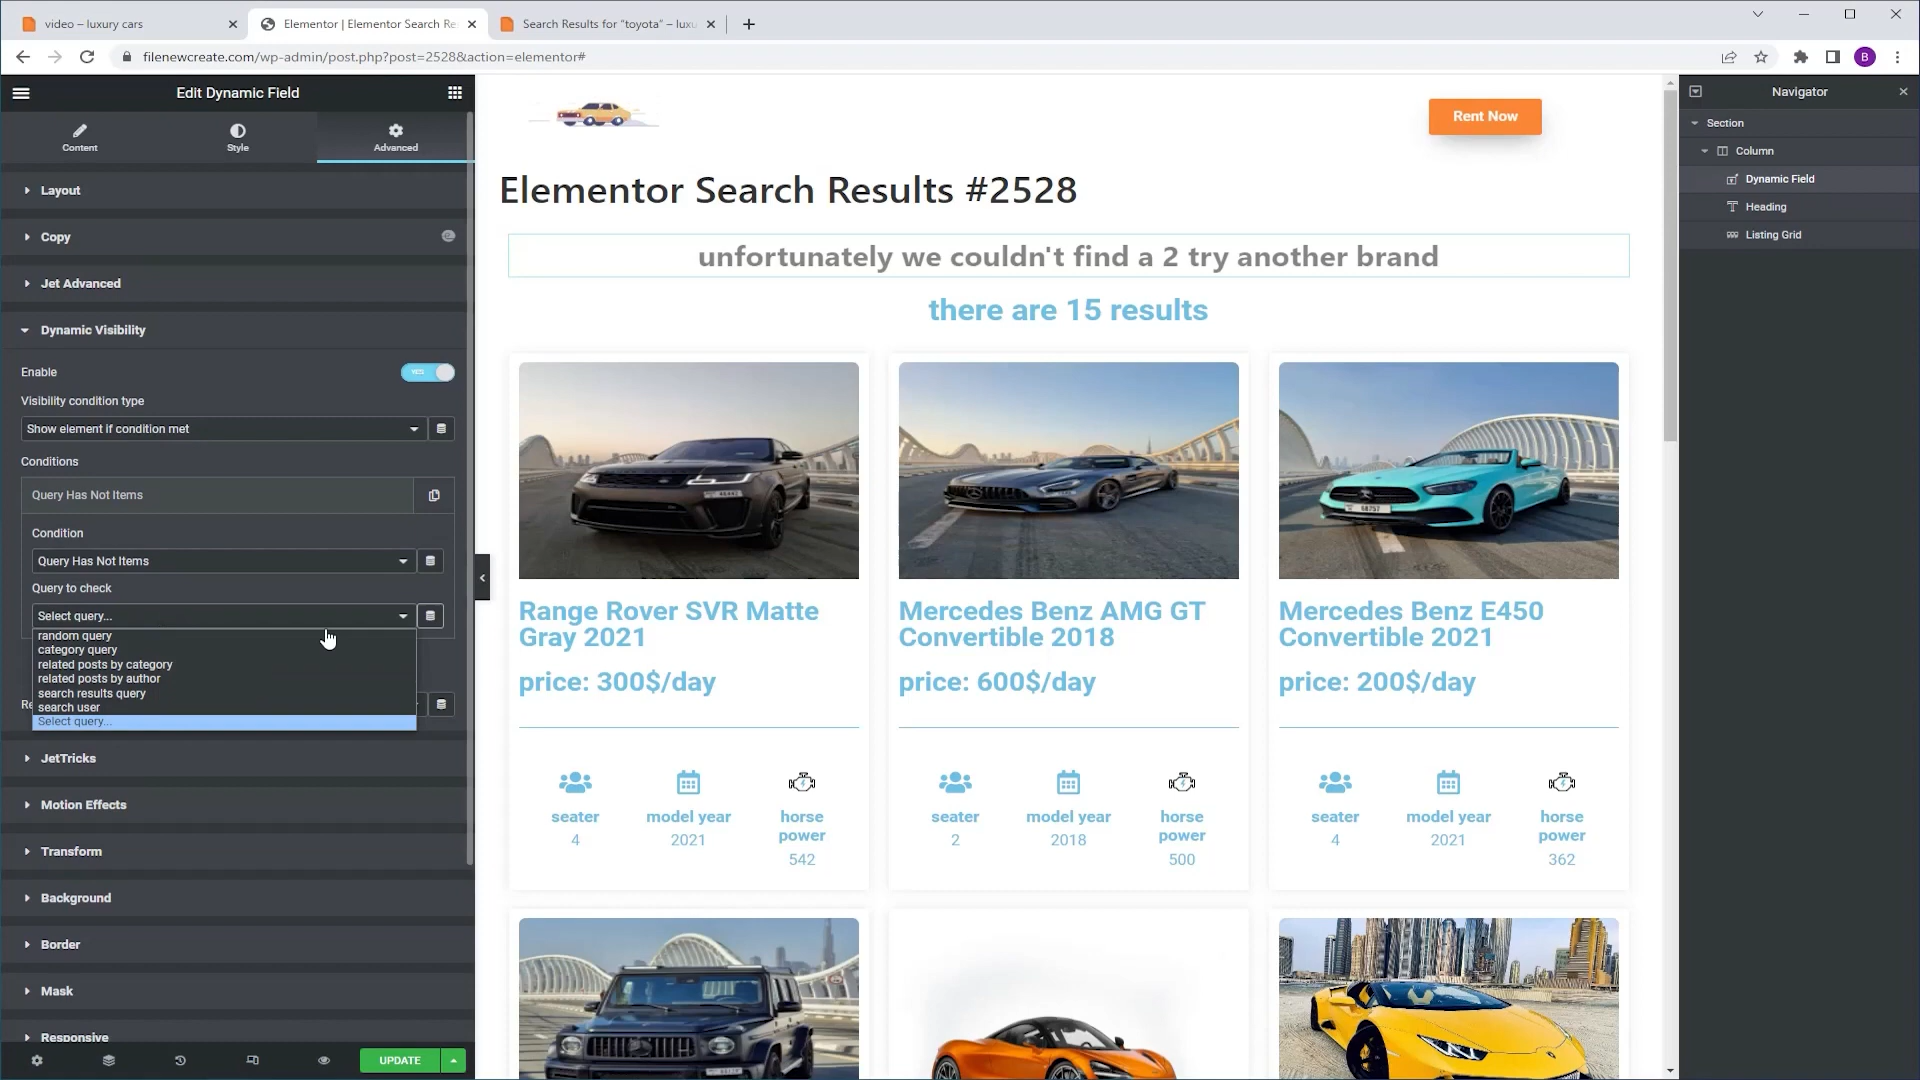 video – luxury cars
Elementor | Elementor Search Re
Search Results for "toyota" – luxu
filenewcreate.com/wp-admin/post.php?post=2528&action=elementor#
B
Edit Dynamic Field
Content
Style
Advanced
Layout
Copy
Jet Advanced
Dynamic Visibility
Enable
YES
Visibility condition type
Show element if condition met
Conditions
Query Has Not Items
Condition
Query Has Not Items
Query to check
Select query...
random query
category query
related posts by category
related posts by author
search results query
Re
search user
Select query...
JetTricks
Motion Effects
Transform
Background
Border
Mask
Responsive
UPDATE
Rent Now
Elementor Search Results #2528
unfortunately we couldn't find a 2 try another brand
there are 15 results
Range Rover SVR Matte
Gray 2021
price: 300$/day
seater
4
model year
2021
horse
power
542
Mercedes Benz AMG GT
Convertible 2018
price: 600$/day
seater
2
model year
2018
horse
power
500
Mercedes Benz E450
Convertible 2021
price: 200$/day
seater
4
model year
2021
horse
power
362
Navigator
Section
Column
Dynamic Field
Heading
Listing Grid